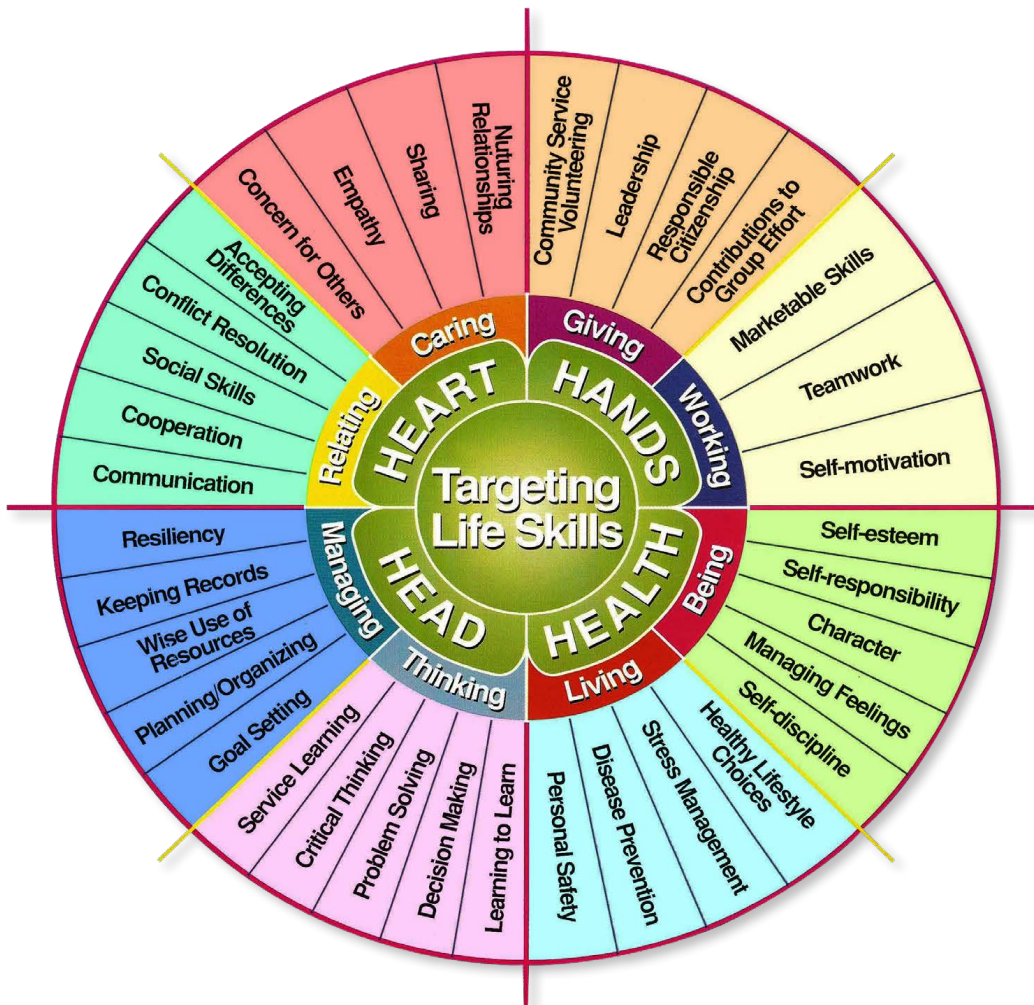 Targeting
Life Skills
HEART
HANDS
HEALTH
HEAD
Caring
Giving
Working
Being
Living
Thinking
Managing
Relating
Community Service
Volunteering
Leadership
Responsible
Citizenship
Contributions to
Group Effort
Marketable Skills
Teamwork
Self-motivation
Self-esteem
Self-responsibility
Character
Managing Feelings
Self-discipline
Healthy Lifestyle
Choices
Stress Management
Disease Prevention
Personal Safety
Learning to Learn
Decision Making
Problem Solving
Critical Thinking
Service Learning
Goal Setting
Planning/Organizing
Wise Use of
Resources
Keeping Records
Resiliency
Communication
Cooperation
Social Skills
Conflict Resolution
Accepting
Differences
Concern for Others
Empathy
Sharing
Nuturing
Relationships